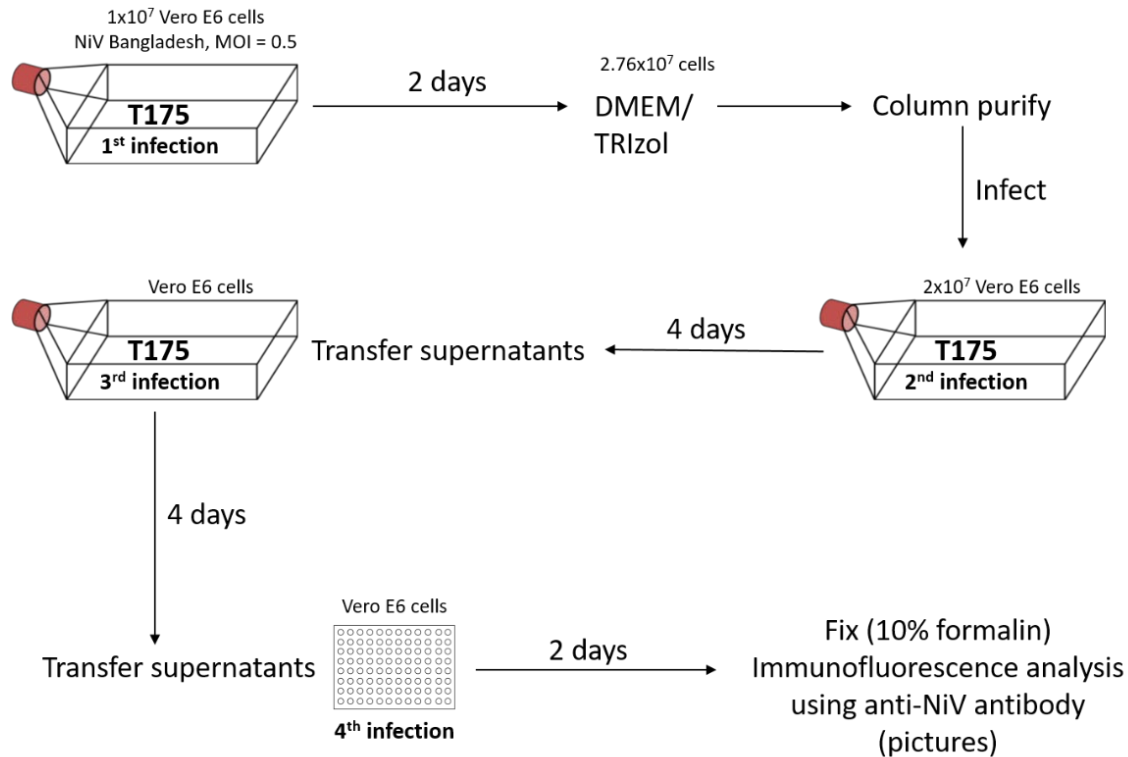 1x10⁷ Vero E6 cells
NiV Bangladesh, MOI = 0.5
T175
1st infection
2 days
2.76x10⁷ cells
DMEM/
TRIzol
Column purify
Infect
2x10⁷ Vero E6 cells
T175
2nd infection
4 days
Transfer supernatants
Vero E6 cells
T175
3rd infection
4 days
Transfer supernatants
Vero E6 cells
4th infection
2 days
Fix (10% formalin)
Immunofluorescence analysis
using anti-NiV antibody
(pictures)